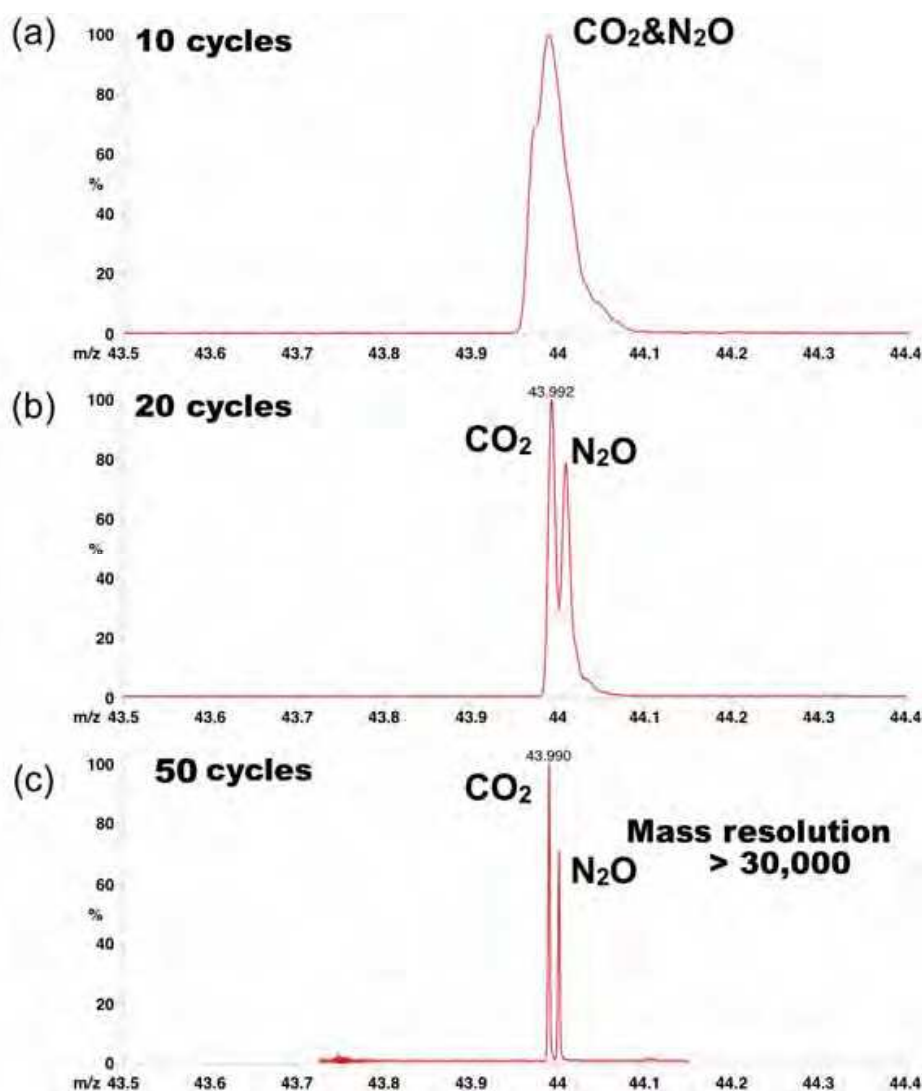 (a) 10 cycles CO₂&N₂O
100
80
60
%
40
20
0
m/z 43.5 43.6 43.7 43.8 43.9 44 44.1 44.2 44.3 44.4
(b) 20 cycles
43.992
CO₂ N₂O
100
80
60
%
40
20
0
m/z 43.5 43.6 43.7 43.8 43.9 44 44.1 44.2 44.3 44.4
(c) 50 cycles
43.990
CO₂
N₂O
Mass resolution
> 30,000
100
80
60
%
40
20
0
m/z 43.5 43.6 43.7 43.8 43.9 44 44.1 44.2 44.3 44.2